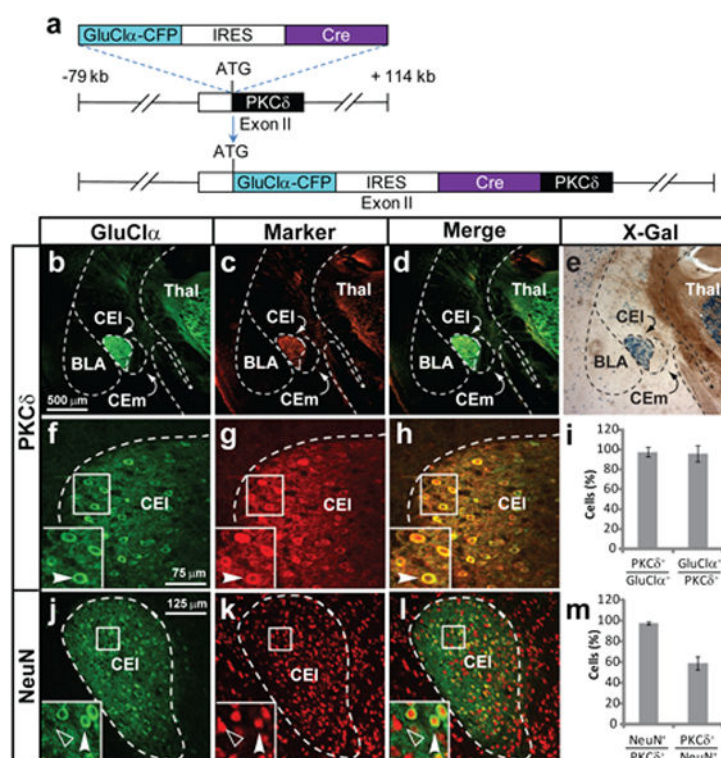 a
GluClα-CFP IRES Cre
-79 kb ATG + 114 kb
PKCδ
Exon II
ATG
GluClα-CFP IRES Cre PKCδ
Exon II
GluClα Marker Merge X-Gal
PKCδ
b Thal CEl BLA CEm 500 μm
c Thal CEl BLA CEm
d Thal CEl BLA CEm
e Thal CEl BLA CEm
f CEl 75 μm
g CEl
h CEl
i
Cells (%)
120
100
80
60
40
20
0
PKCδ⁺ GluClα⁺
GluClα⁺ PKCδ⁺
NeuN
j 125 μm CEl
k CEl
l CEl
m
Cells (%)
120
100
80
60
40
20
0
NeuN⁺ PKCδ⁺
PKCδ⁺ NeuN⁺